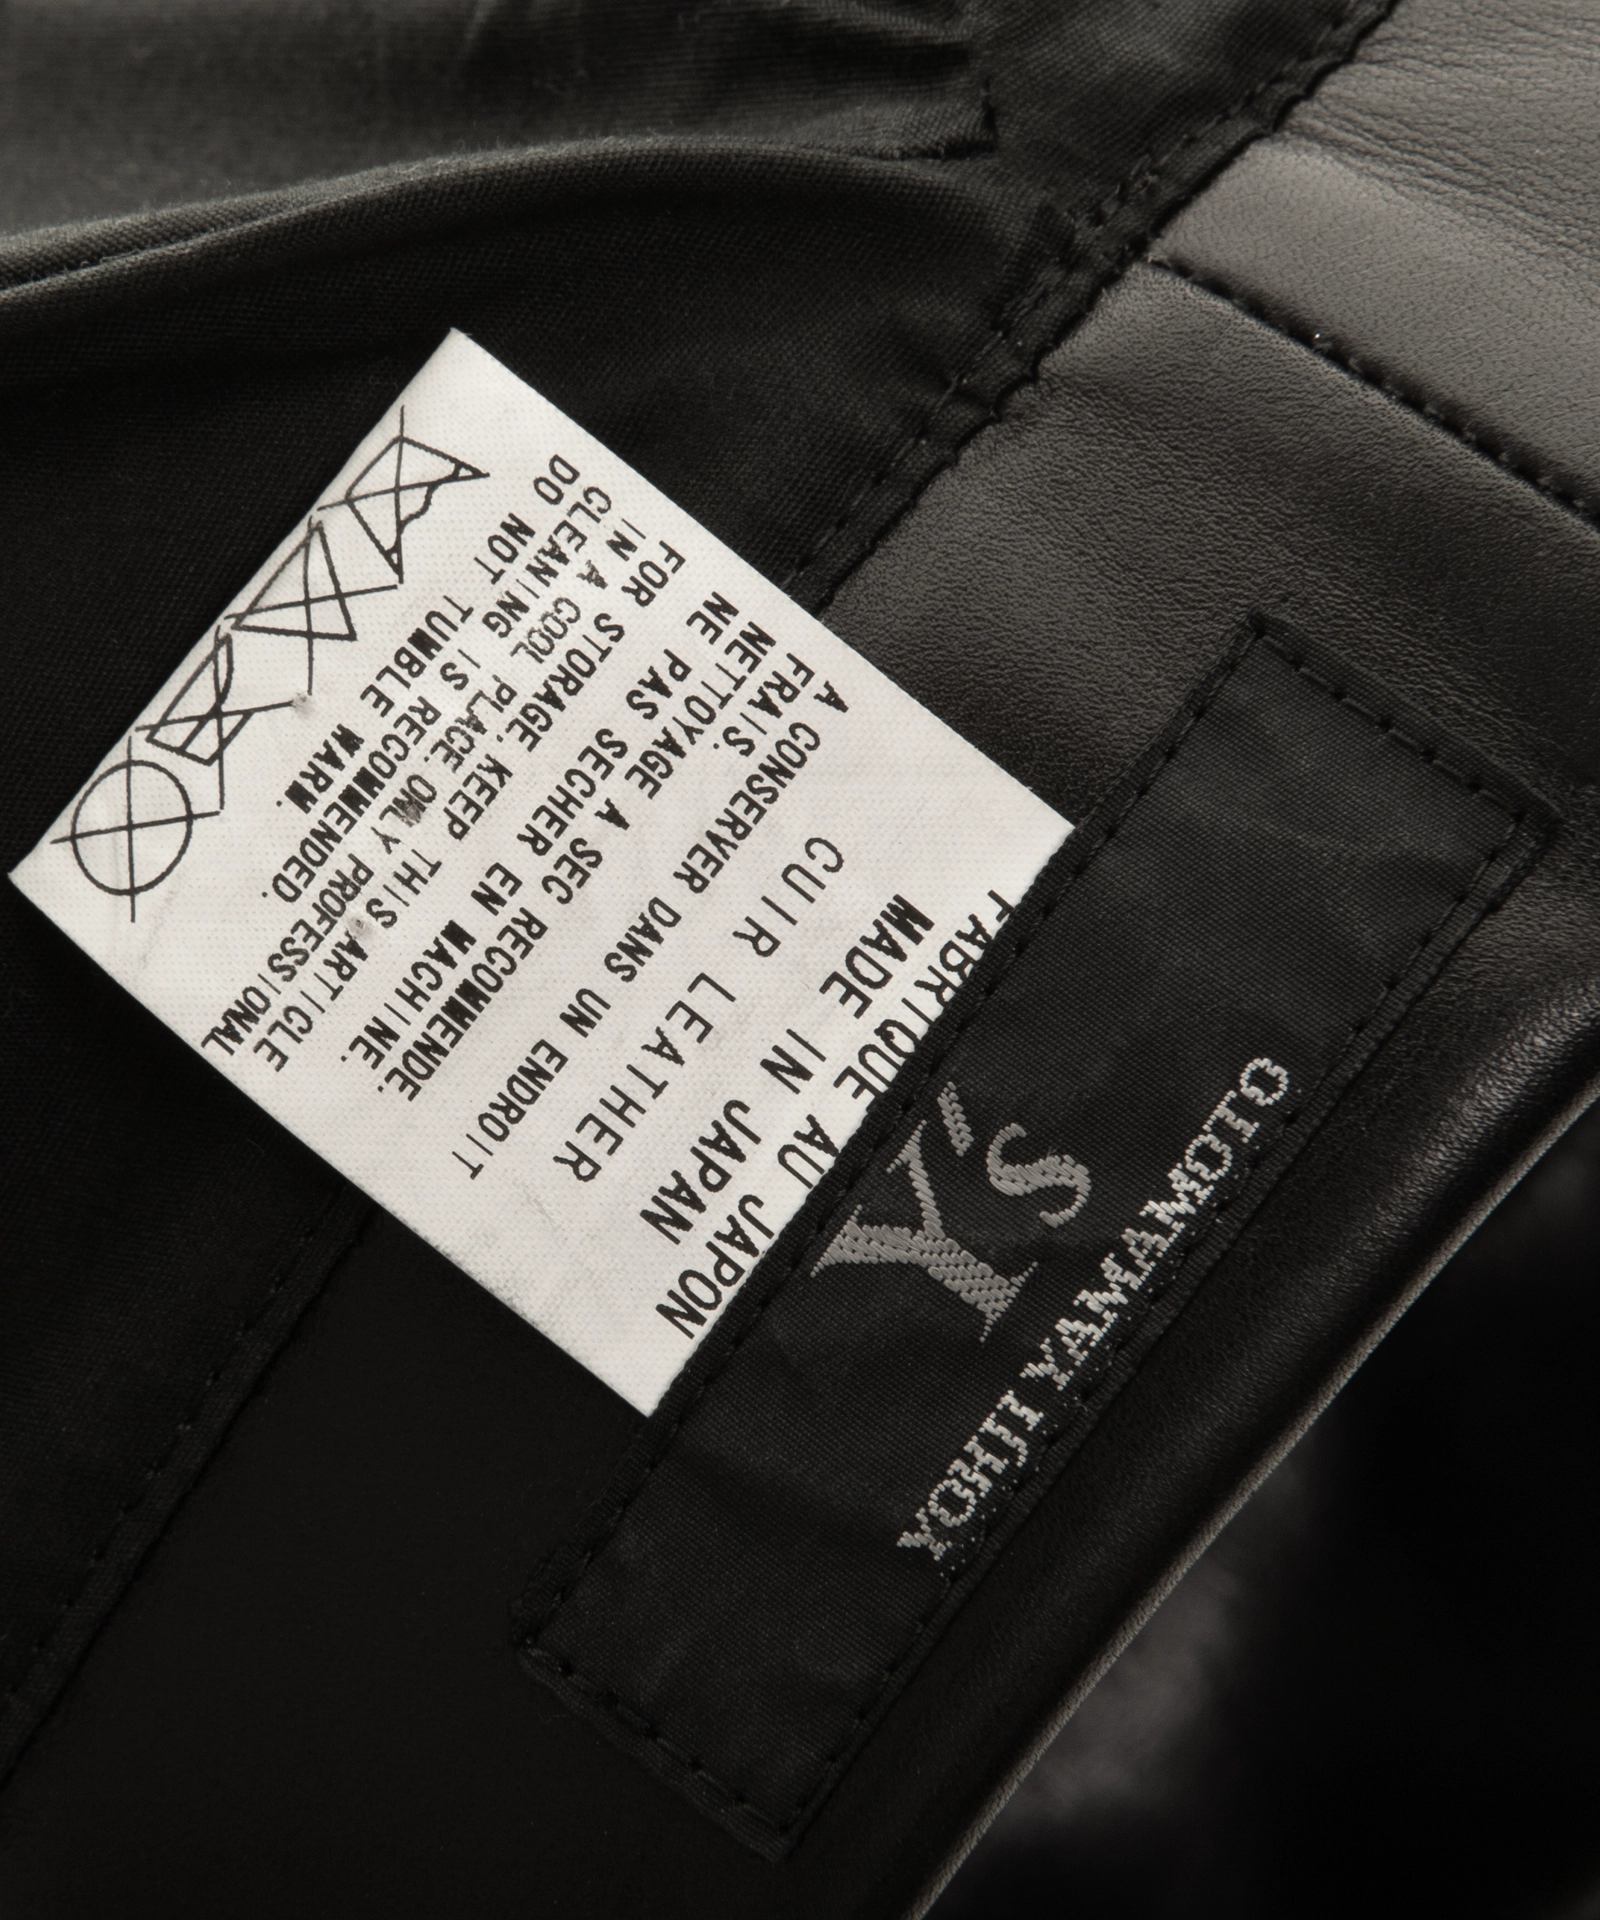 Y's
YOHJI YAMAMOTO
FABRIQUE AU JAPON
MADE IN JAPAN
CUIR LEATHER
A CONSERVER DANS UN ENDROIT
FRAIS.
NETTOYAGE A SEC RECOMMENDE.
NE PAS SECHER EN MACHINE.
FOR STORAGE, KEEP THIS ARTICLE
IN A COOL PLACE. ONLY PROFESSIONAL
CLEANING IS RECOMMENDED.
DO NOT TUMBLE WARM.